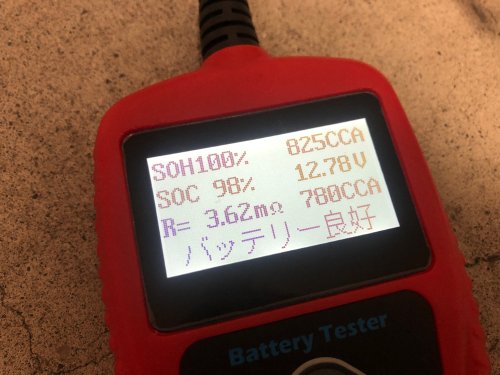 SOH100% 825CCA
SOC 98% 12.78V
R= 3.62mΩ 780CCA
バッテリー良好
Battery Tester